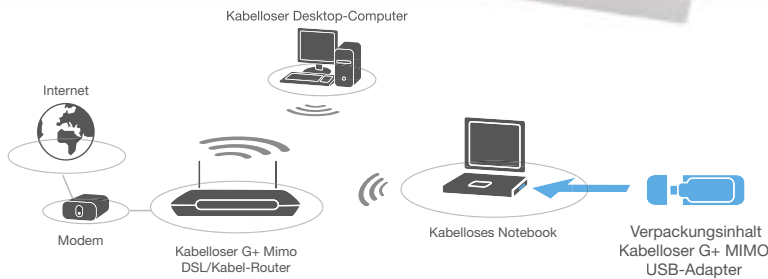 Kabelloser Desktop-Computer
Internet
Modem
Kabelloser G+ Mimo
DSL/Kabel-Router
Kabelloses Notebook
Verpackungsinhalt
Kabelloser G+ MIMO
USB-Adapter